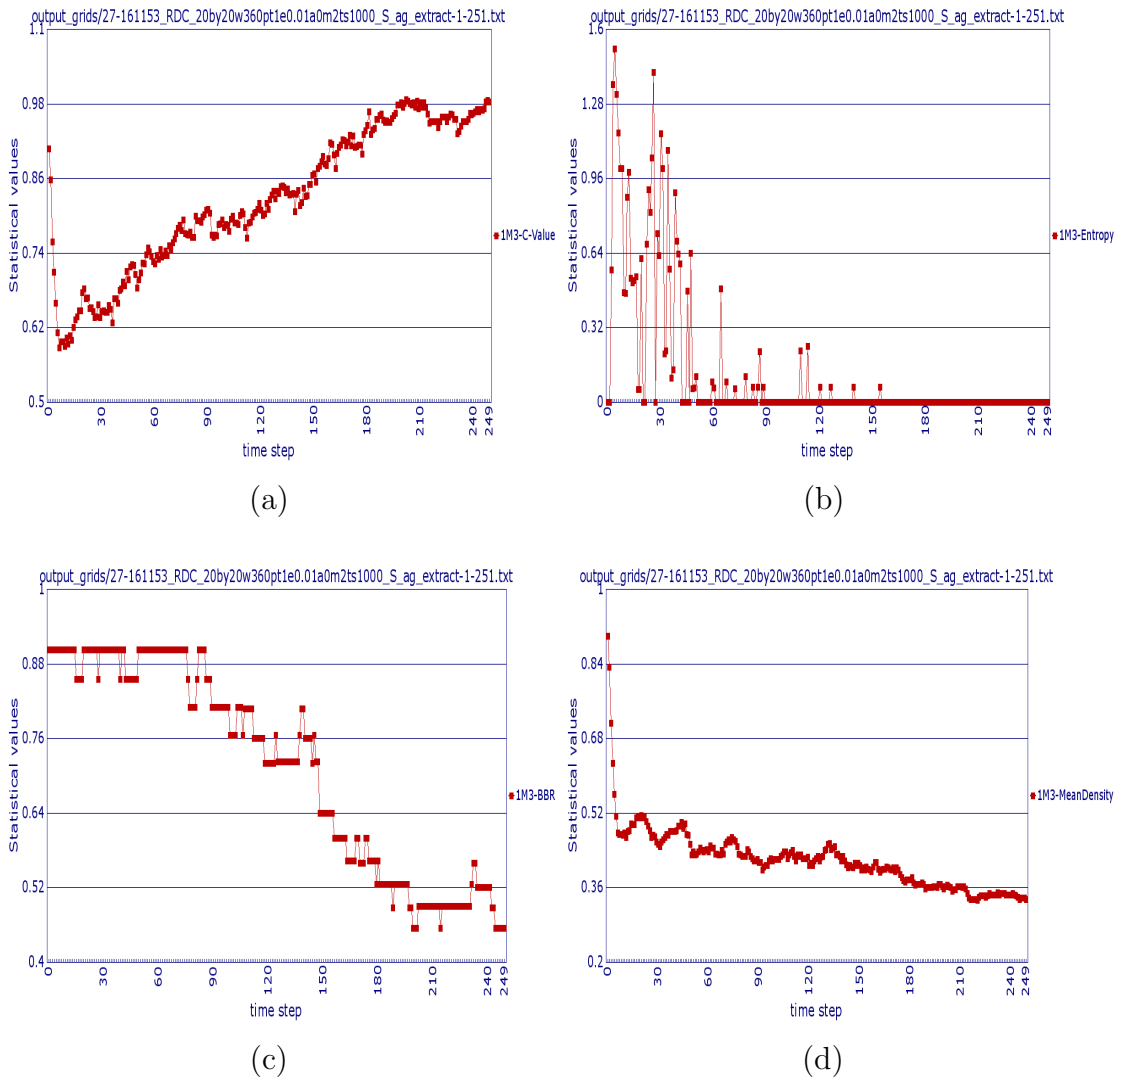 output_grids/27-161153_RDC_20by20w360pt1e0.01a0m2ts1000_S_ag_extract-1-251.txt
1.1
0.98
0.86
0.74
0.62
0.5
Statistical values
0 30 60 90 120 150 180 210 240 249
time step
1M3-C-Value
(a)
output_grids/27-161153_RDC_20by20w360pt1e0.01a0m2ts1000_S_ag_extract-1-251.txt
1.6
1.28
0.96
0.64
0.32
0
Statistical values
0 30 60 90 120 150 180 210 240 249
time step
1M3-Entropy
(b)
output_grids/27-161153_RDC_20by20w360pt1e0.01a0m2ts1000_S_ag_extract-1-251.txt
1
0.88
0.76
0.64
0.52
0.4
Statistical values
0 30 60 90 120 150 180 210 240 249
time step
1M3-BBR
(c)
output_grids/27-161153_RDC_20by20w360pt1e0.01a0m2ts1000_S_ag_extract-1-251.txt
1
0.84
0.68
0.52
0.36
0.2
Statistical values
0 30 60 90 120 150 180 210 240 249
time step
1M3-MeanDensity
(d)